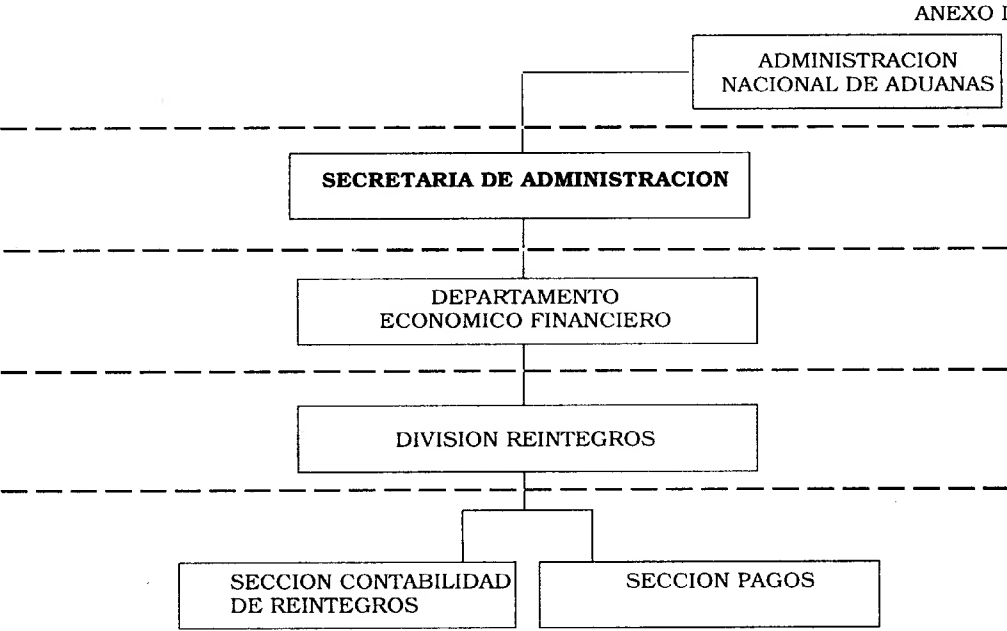 ANEXO I
ADMINISTRACION
NACIONAL DE ADUANAS
SECRETARIA DE ADMINISTRACION
DEPARTAMENTO
ECONOMICO FINANCIERO
DIVISION REINTEGROS
SECCION CONTABILIDAD
DE REINTEGROS
SECCION PAGOS